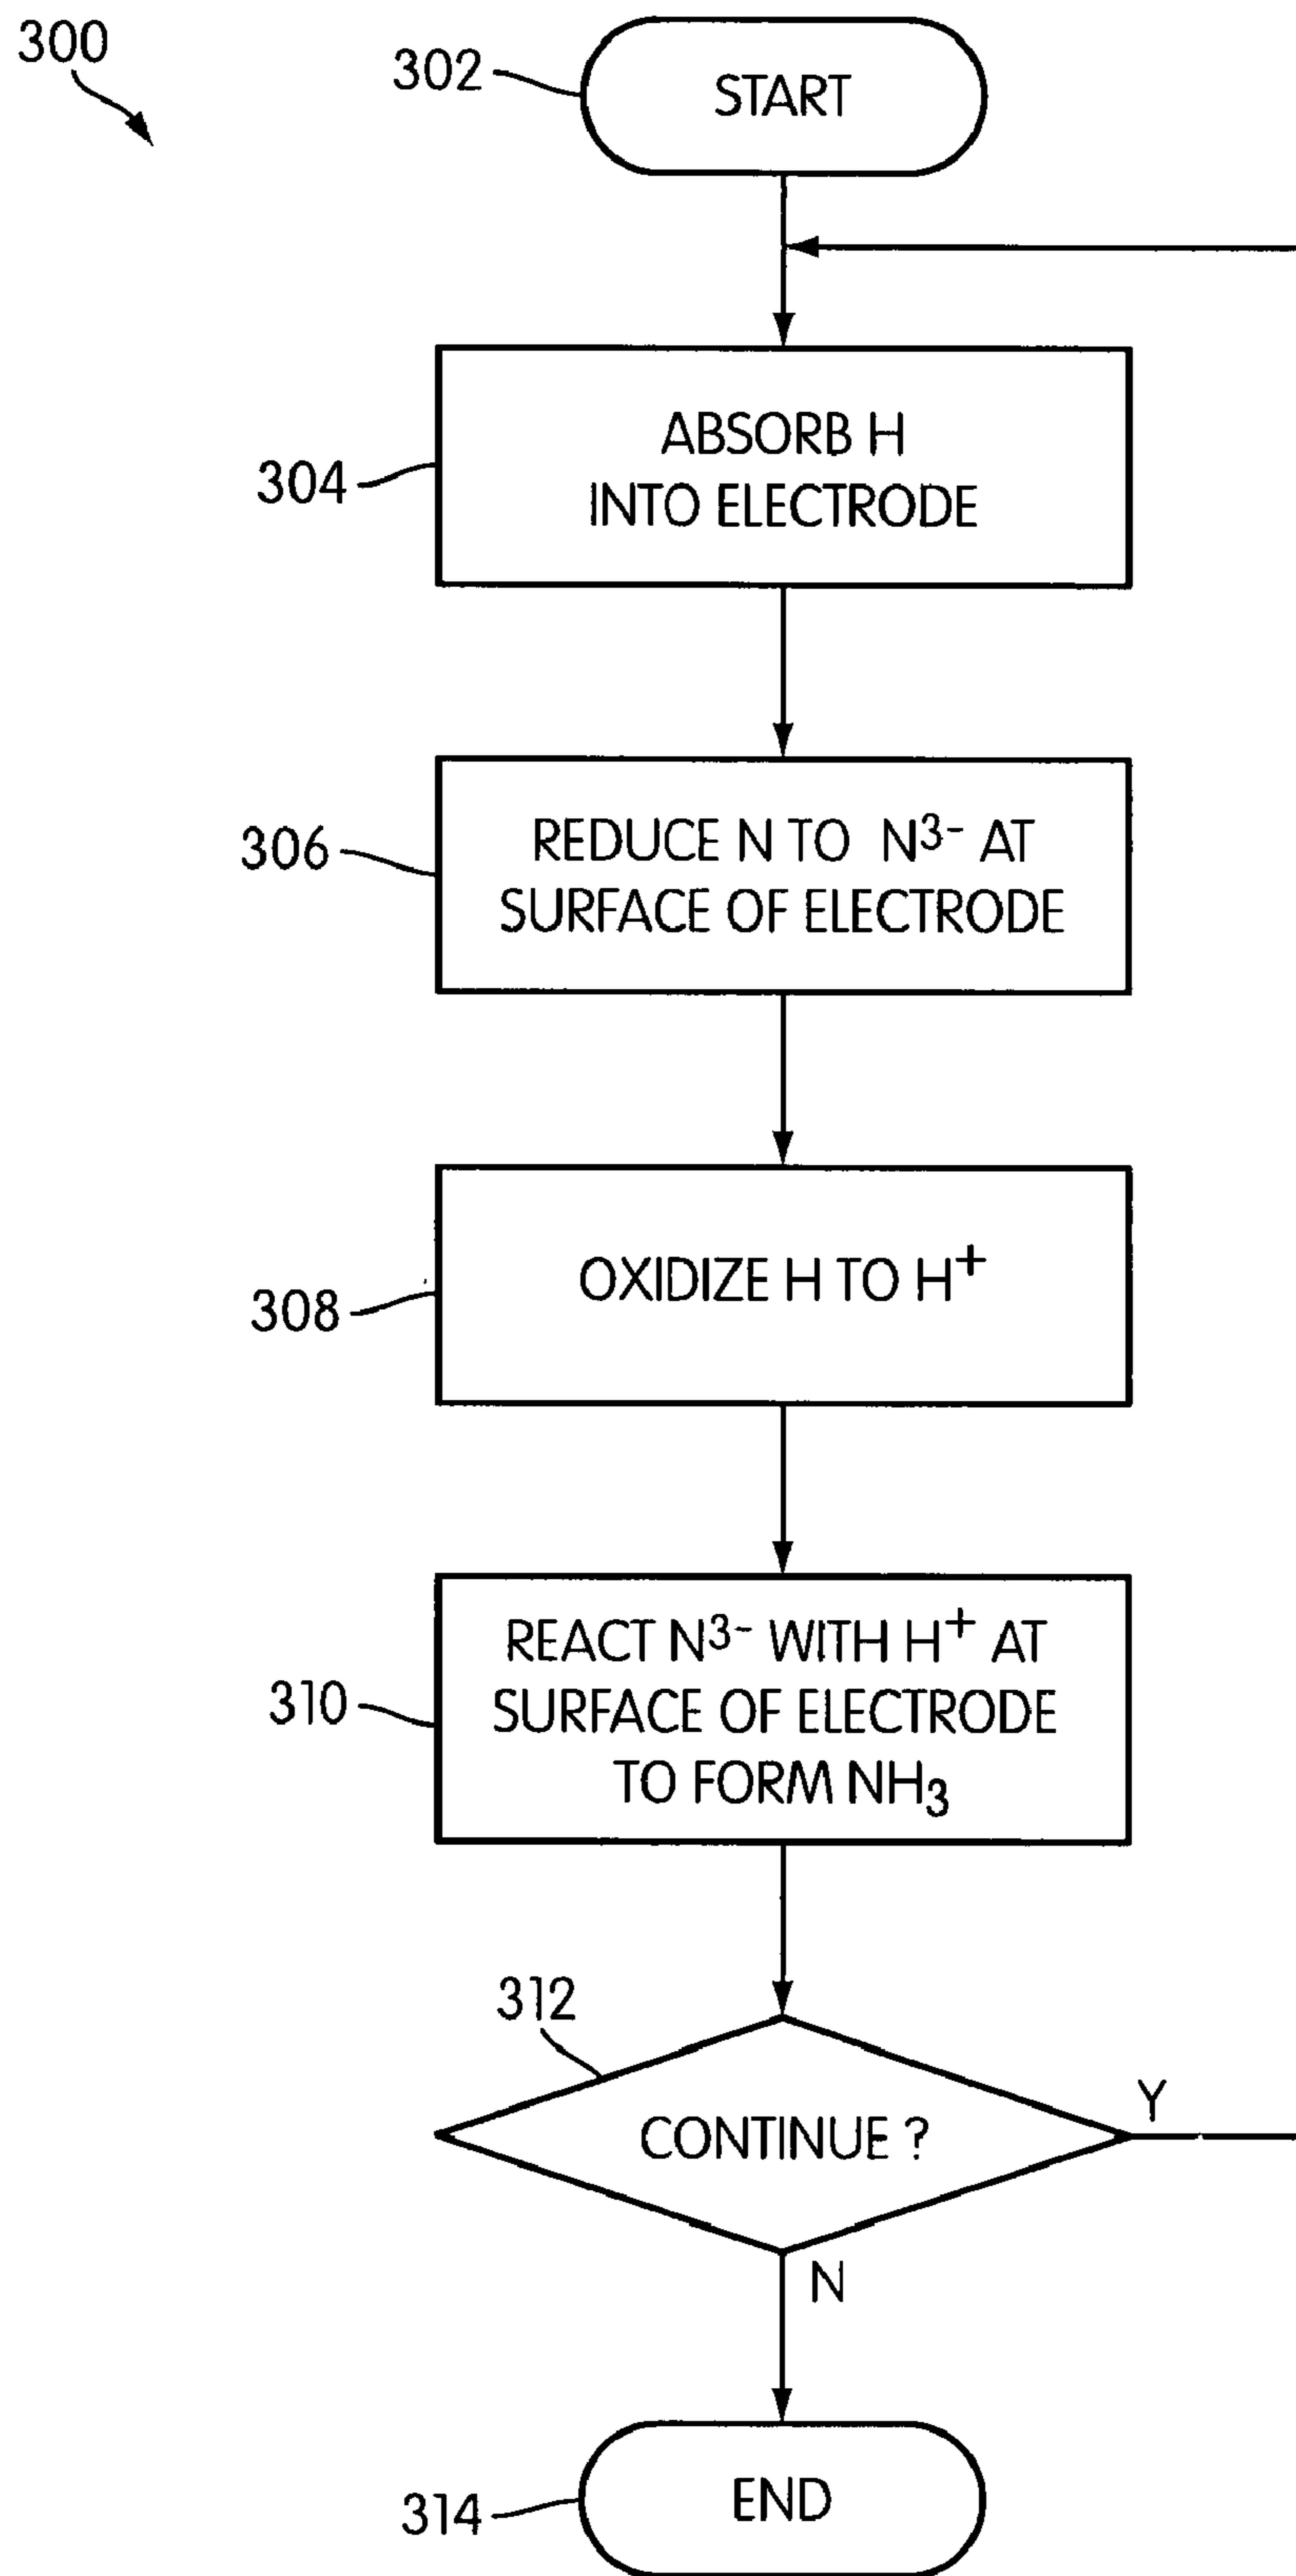 300
302
START
304
ABSORB H
INTO ELECTRODE
306
REDUCE N TO N³⁻ AT
SURFACE OF ELECTRODE
308
OXIDIZE H TO H⁺
310
REACT N³⁻ WITH H⁺ AT
SURFACE OF ELECTRODE
TO FORM NH₃
312
CONTINUE ?
Y
N
314
END